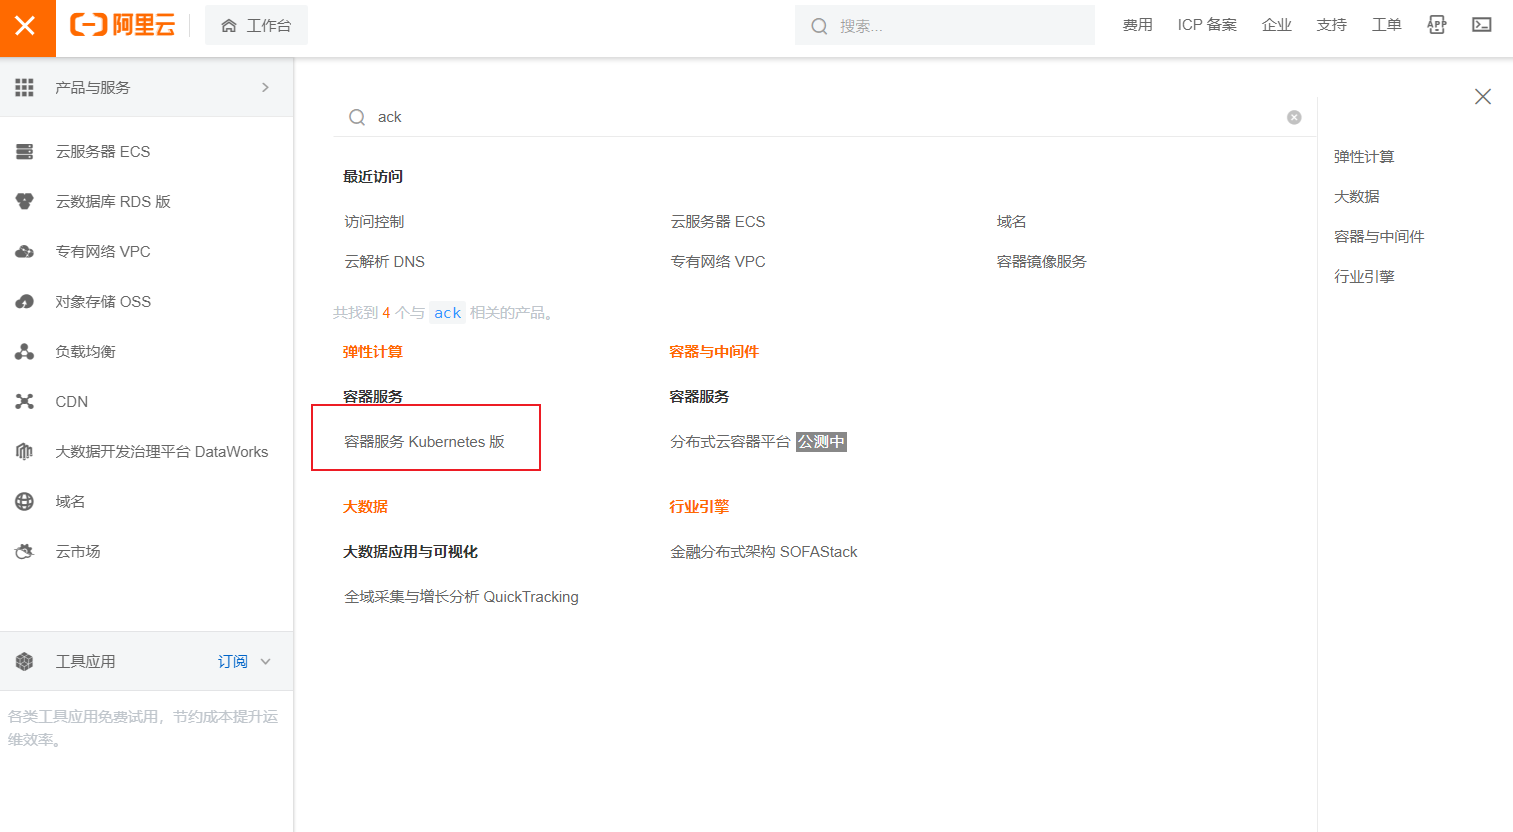 阿里云
工作台
搜索...
费用
ICP 备案
企业
支持
工单
APP
产品与服务
云服务器 ECS
云数据库 RDS 版
专有网络 VPC
对象存储 OSS
负载均衡
CDN
大数据开发治理平台 DataWorks
域名
云市场
工具应用
订阅
各类工具应用免费试用，节约成本提升运
维效率。
ack
最近访问
访问控制
云服务器 ECS
域名
云解析 DNS
专有网络 VPC
容器镜像服务
共找到 4 个与 ack 相关的产品。
弹性计算
容器服务
容器服务 Kubernetes 版
容器与中间件
容器服务
分布式云容器平台 公测中
大数据
大数据应用与可视化
全域采集与增长分析 QuickTracking
行业引擎
金融分布式架构 SOFAStack
弹性计算
大数据
容器与中间件
行业引擎